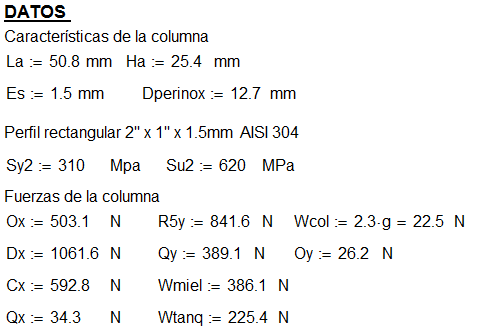 DATOS
Características de la columna
La := 50.8 mm Ha := 25.4 mm
Es := 1.5 mm Dperinox := 12.7 mm
Perfil rectangular 2" x 1" x 1.5mm AISI 304
Sy2 := 310 Mpa Su2 := 620 MPa
Fuerzas de la columna
Ox := 503.1 N R5y := 841.6 N Wcol := 2.3·g = 22.5 N
Dx := 1061.6 N Qy := 389.1 N Oy := 26.2 N
Cx := 592.8 N Wmiel := 386.1 N
Qx := 34.3 N Wtanq := 225.4 N